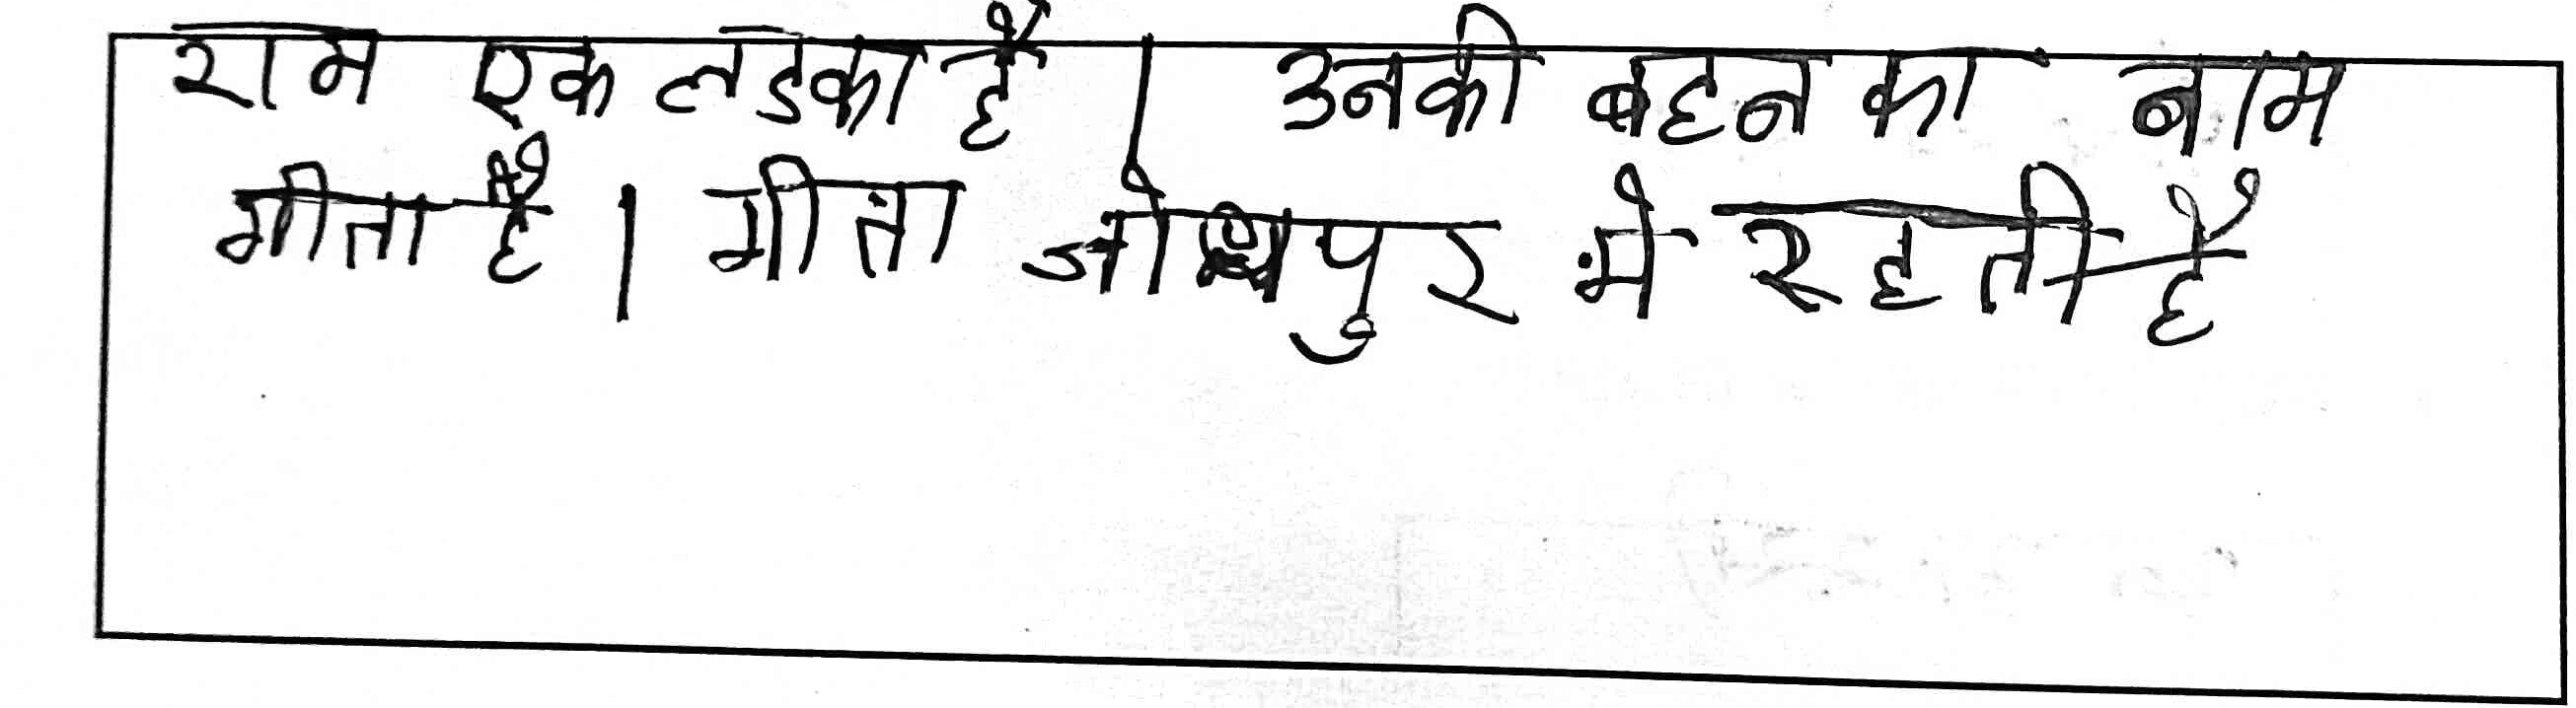 राम एक लडका है । उनकी बहन का नाम
गीता है । गीता जोधपुर मे रहती है